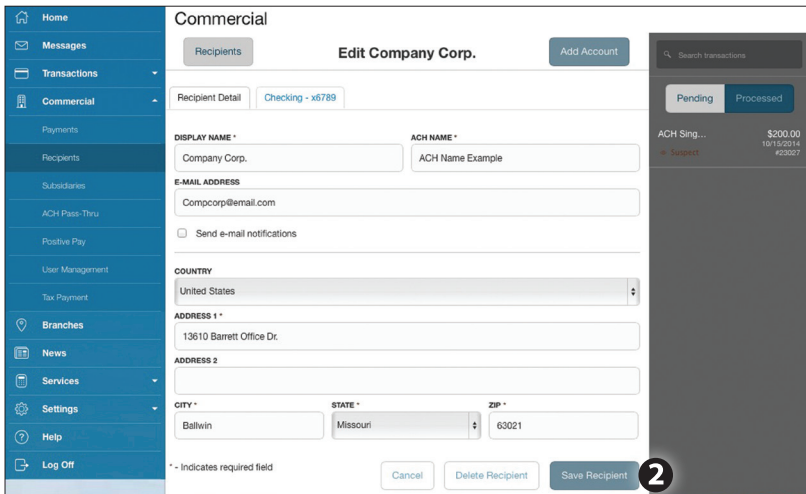 Home
Messages
Transactions
Commercial
Payments
Recipients
Subsidiaries
ACH Pass-Thru
Positive Pay
User Management
Tax Payment
Branches
News
Services
Settings
Help
Log Off
Commercial
Recipients
Edit Company Corp.
Add Account
Recipient Detail
Checking - x6789
DISPLAY NAME *
ACH NAME *
Company Corp.
ACH Name Example
E-MAIL ADDRESS
Compcorp@email.com
Send e-mail notifications
COUNTRY
United States
ADDRESS 1 *
13610 Barrett Office Dr.
ADDRESS 2
CITY *
STATE *
ZIP *
Ballwin
Missouri
63021
* - Indicates required field
Cancel
Delete Recipient
Save Recipient
2
Search transactions
Pending
Processed
ACH Sing...
$200.00
10/15/2014
Suspect
#23027